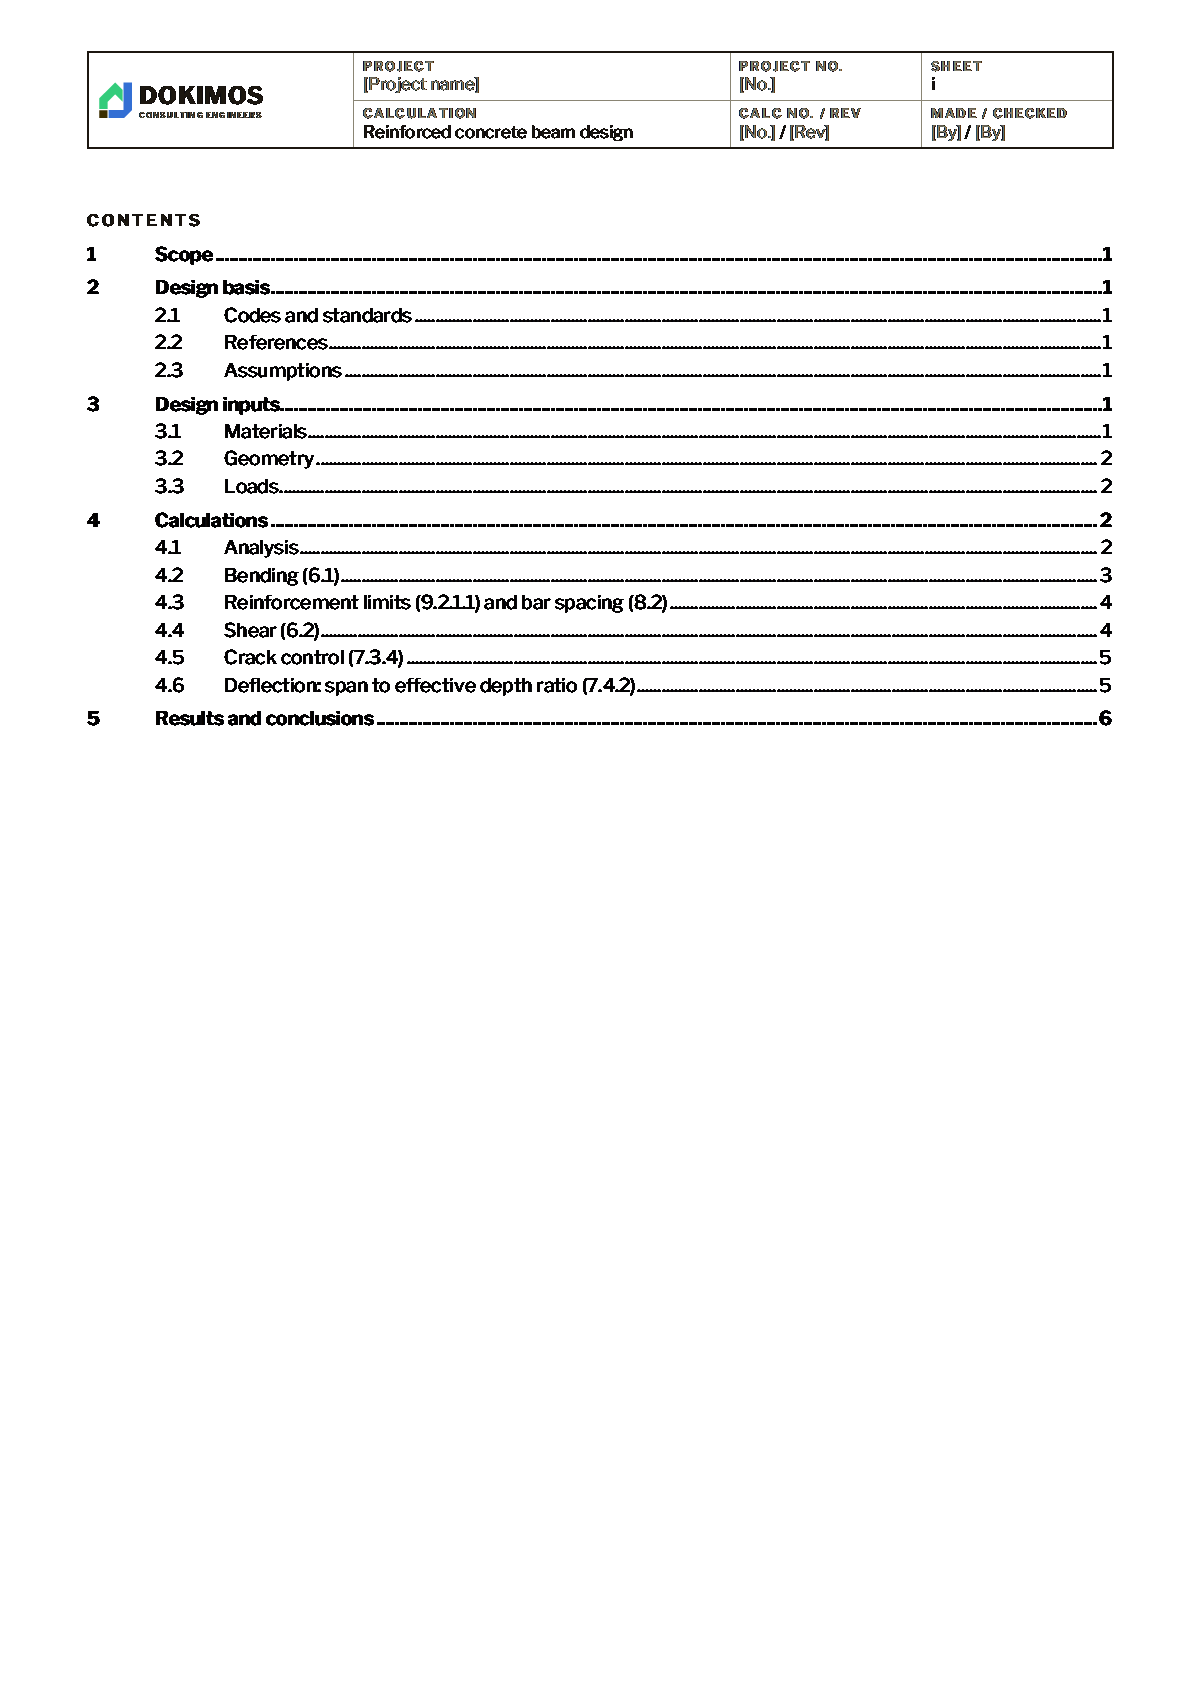 DOKIMOS
CONSULTING ENGINEERS
PROJECT
[Project name]
PROJECT NO.
[No.]
SHEET
i
CALCULATION
Reinforced concrete beam design
CALC NO. / REV
[No.] / [Rev]
MADE / CHECKED
[By] / [By]
CONTENTS
1 Scope 1
2 Design basis 1
2.1 Codes and standards 1
2.2 References 1
2.3 Assumptions 1
3 Design inputs 1
3.1 Materials 1
3.2 Geometry 2
3.3 Loads 2
4 Calculations 2
4.1 Analysis 2
4.2 Bending (6.1) 3
4.3 Reinforcement limits (9.2.1.1) and bar spacing (8.2) 4
4.4 Shear (6.2) 4
4.5 Crack control (7.3.4) 5
4.6 Deflection: span to effective depth ratio (7.4.2) 5
5 Results and conclusions 6